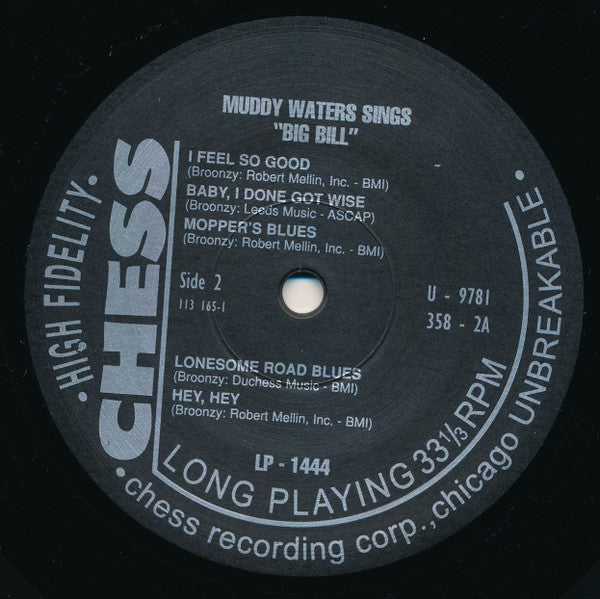 MUDDY WATERS SINGS
"BIG BILL"
I FEEL SO GOOD
(Broonzy: Robert Mellin, Inc. - BMI)
BABY, I DONE GOT WISE
(Broonzy: Leeds Music - ASCAP)
MOPPER'S BLUES
(Broonzy: Robert Mellin, Inc. - BMI)
Side 2
113 165-1
U - 9781
358 - 2A
LONESOME ROAD BLUES
(Broonzy: Duchess Music - BMI)
HEY, HEY
(Broonzy: Robert Mellin, Inc. - BMI)
LP - 1444
CHESS
LONG PLAYING 33⅓ RPM
• HIGH FIDELITY •
• chess recording corp., chicago
UNBREAKABLE •